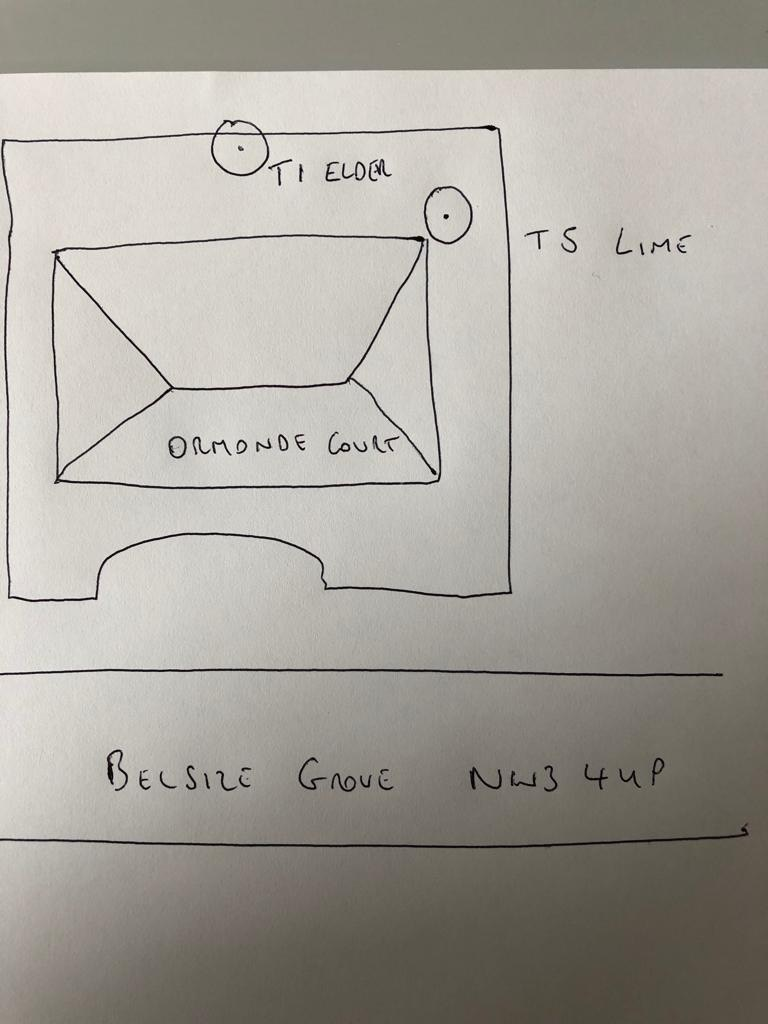 T1 ELDER
T5 LIME
ORMONDE COURT
BELSIZE GROVE NW3 4UP